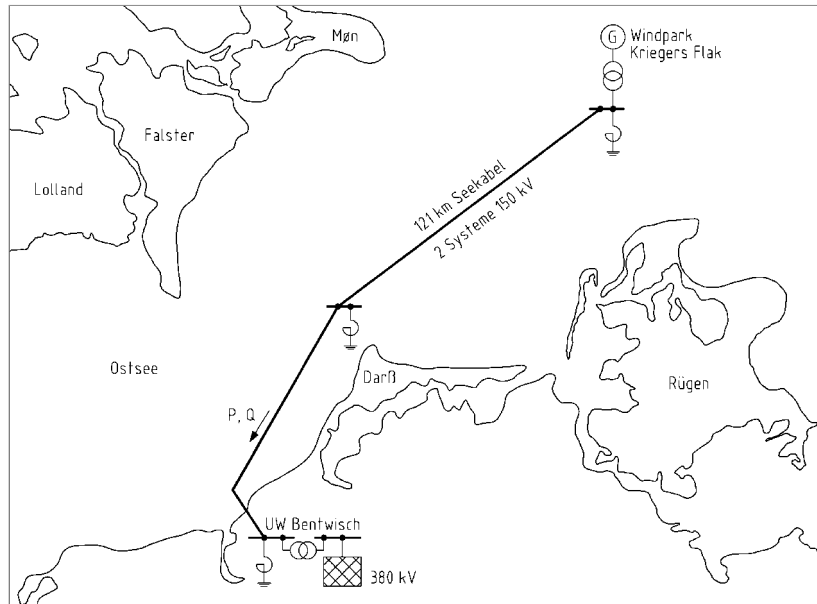 Møn
G
Windpark
Kriegers Flak
Falster
Lolland
121 km Seekabel
2 Systeme 150 kV
Ostsee
Darß
Rügen
P, Q
UW Bentwisch
380 kV